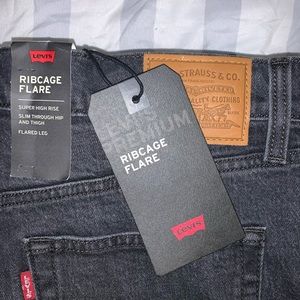 Levi's
RIBCAGE
FLARE
SUPER HIGH RISE
SLIM THROUGH HIP
AND THIGH
FLARED LEG
STRAUSS & CO.
QUALITY CLOTHING
PREMIUM
RIBCAGE
FLARE
Levi's
Levi's